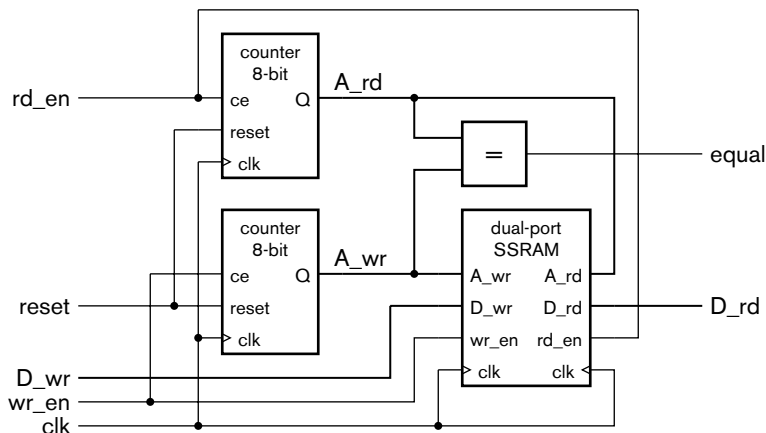 counter
8-bit
A_rd
rd_en
ce
Q
reset
clk
=
equal
counter
8-bit
dual-port
SSRAM
A_wr
ce
Q
A_wr
A_rd
reset
reset
D_wr
D_rd
D_rd
clk
wr_en
rd_en
D_wr
clk
clk
wr_en
clk